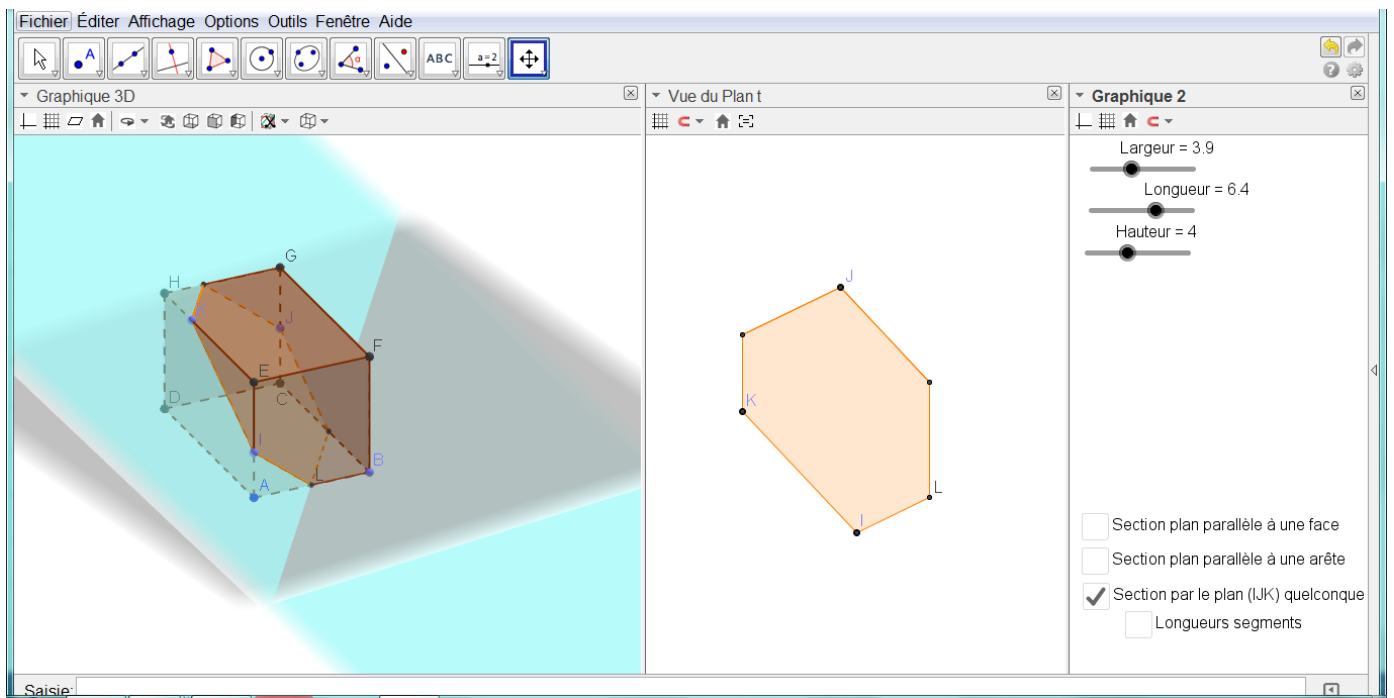 Fichier Éditer Affichage Options Outils Fenêtre Aide
A
α
ABC
a=2
Graphique 3D
Vue du Plan t
Graphique 2
Largeur = 3.9
Longueur = 6.4
Hauteur = 4
G
H
K
J
F
E
D
C
I
B
L
A
J
K
L
I
Section plan parallèle à une face
Section plan parallèle à une arête
Section par le plan (IJK) quelconque
Longueurs segments
Saisie: